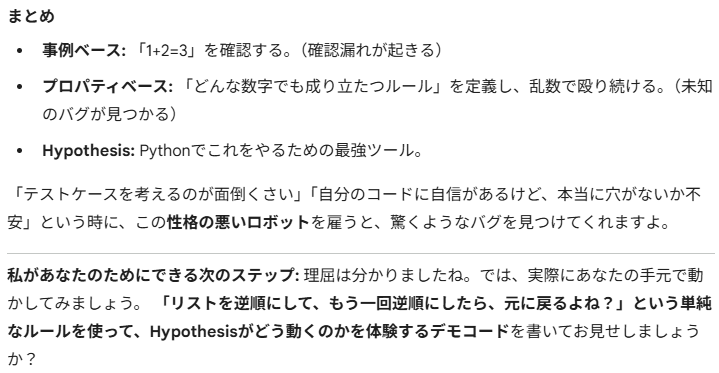 まとめ
• 事例ベース: 「1+2=3」を確認する。（確認漏れが起きる）
• プロパティベース: 「どんな数字でも成り立たつルール」を定義し、乱数で殴り続ける。（未知
のバグが見つかる）
• Hypothesis: Pythonでこれをやるための最強ツール。
「テストケースを考えるのが面倒くさい」「自分のコードに自信があるけど、本当に穴がないか不
安」という時に、この性格の悪いロボットを雇うと、驚くようなバグを見つけてくれますよ。
私があなたのためにできる次のステップ: 理屈は分かりましたね。では、実際にあなたの手元で動
かしてみましょう。 「リストを逆順にして、もう一回逆順にしたら、元に戻るよね？」という単純
なルールを使って、Hypothesisがどう動くのかを体験するデモコードを書いてお見せしましょう
か？